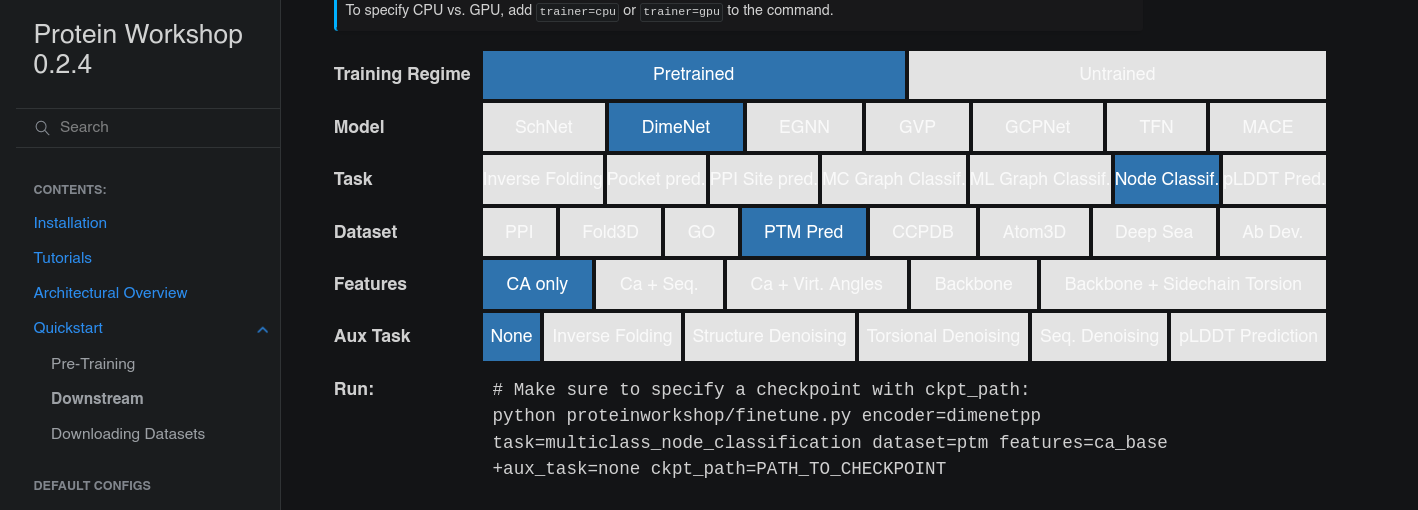 To specify CPU vs. GPU, add trainer=cpu or trainer=gpu to the command.
Protein Workshop
0.2.4
Search
CONTENTS:
Installation
Tutorials
Architectural Overview
Quickstart
Pre-Training
Downstream
Downloading Datasets
DEFAULT CONFIGS
Training Regime Pretrained Untrained
Model SchNet DimeNet EGNN GVP GCPNet TFN MACE
Task Inverse Folding Pocket pred. PPI Site pred. MC Graph Classif. ML Graph Classif. Node Classif. pLDDT Pred.
Dataset PPI Fold3D GO PTM Pred CCPDB Atom3D Deep Sea Ab Dev.
Features CA only Ca + Seq. Ca + Virt. Angles Backbone Backbone + Sidechain Torsion
Aux Task None Inverse Folding Structure Denoising Torsional Denoising Seq. Denoising pLDDT Prediction
Run: # Make sure to specify a checkpoint with ckpt_path:
python proteinworkshop/finetune.py encoder=dimenetpp
task=multiclass_node_classification dataset=ptm features=ca_base
+aux_task=none ckpt_path=PATH_TO_CHECKPOINT